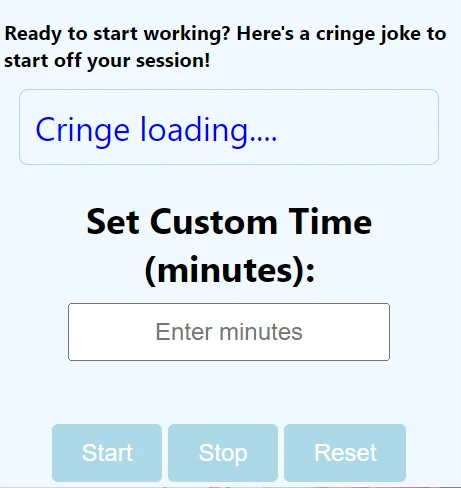 Ready to start working? Here's a cringe joke to
start off your session!
Cringe loading....
Set Custom Time
(minutes):
Enter minutes
Start Stop Reset